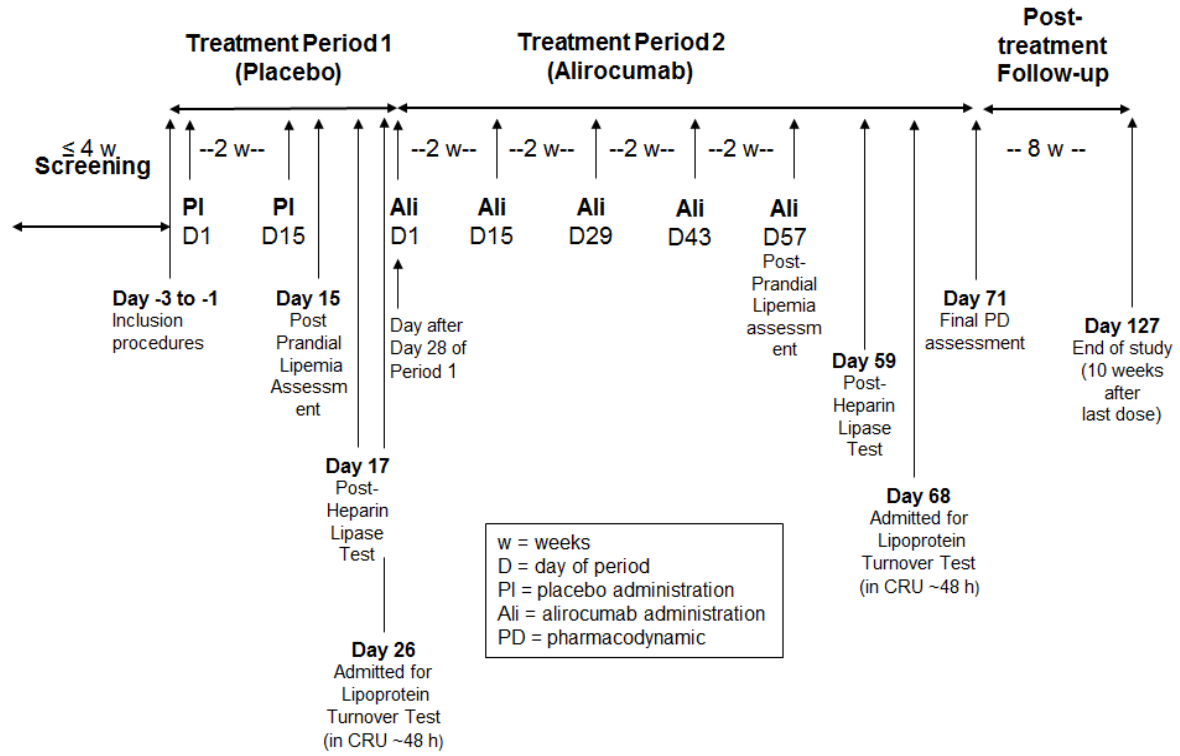 Treatment Period 1
(Placebo)
Treatment Period 2
(Alirocumab)
Post-
treatment
Follow-up
≤ 4 w
Screening
--2 w--
--2 w--
--2 w--
--2 w--
--2 w--
-- 8 w --
Pl
D1
Pl
D15
Ali
D1
Ali
D15
Ali
D29
Ali
D43
Ali
D57
Post-
Prandial
Lipemia
assessm
ent
Day -3 to -1
Inclusion
procedures
Day 15
Post
Prandial
Lipemia
Assessm
ent
Day after
Day 28 of
Period 1
Day 71
Final PD
assessment
Day 127
End of study
(10 weeks
after
last dose)
Day 59
Post-
Heparin
Lipase
Test
Day 17
Post-
Heparin
Lipase
Test
Day 68
Admitted for
Lipoprotein
Turnover Test
(in CRU ~48 h)
w = weeks
D = day of period
Pl = placebo administration
Ali = alirocumab administration
PD = pharmacodynamic
Day 26
Admitted for
Lipoprotein
Turnover Test
(in CRU ~48 h)